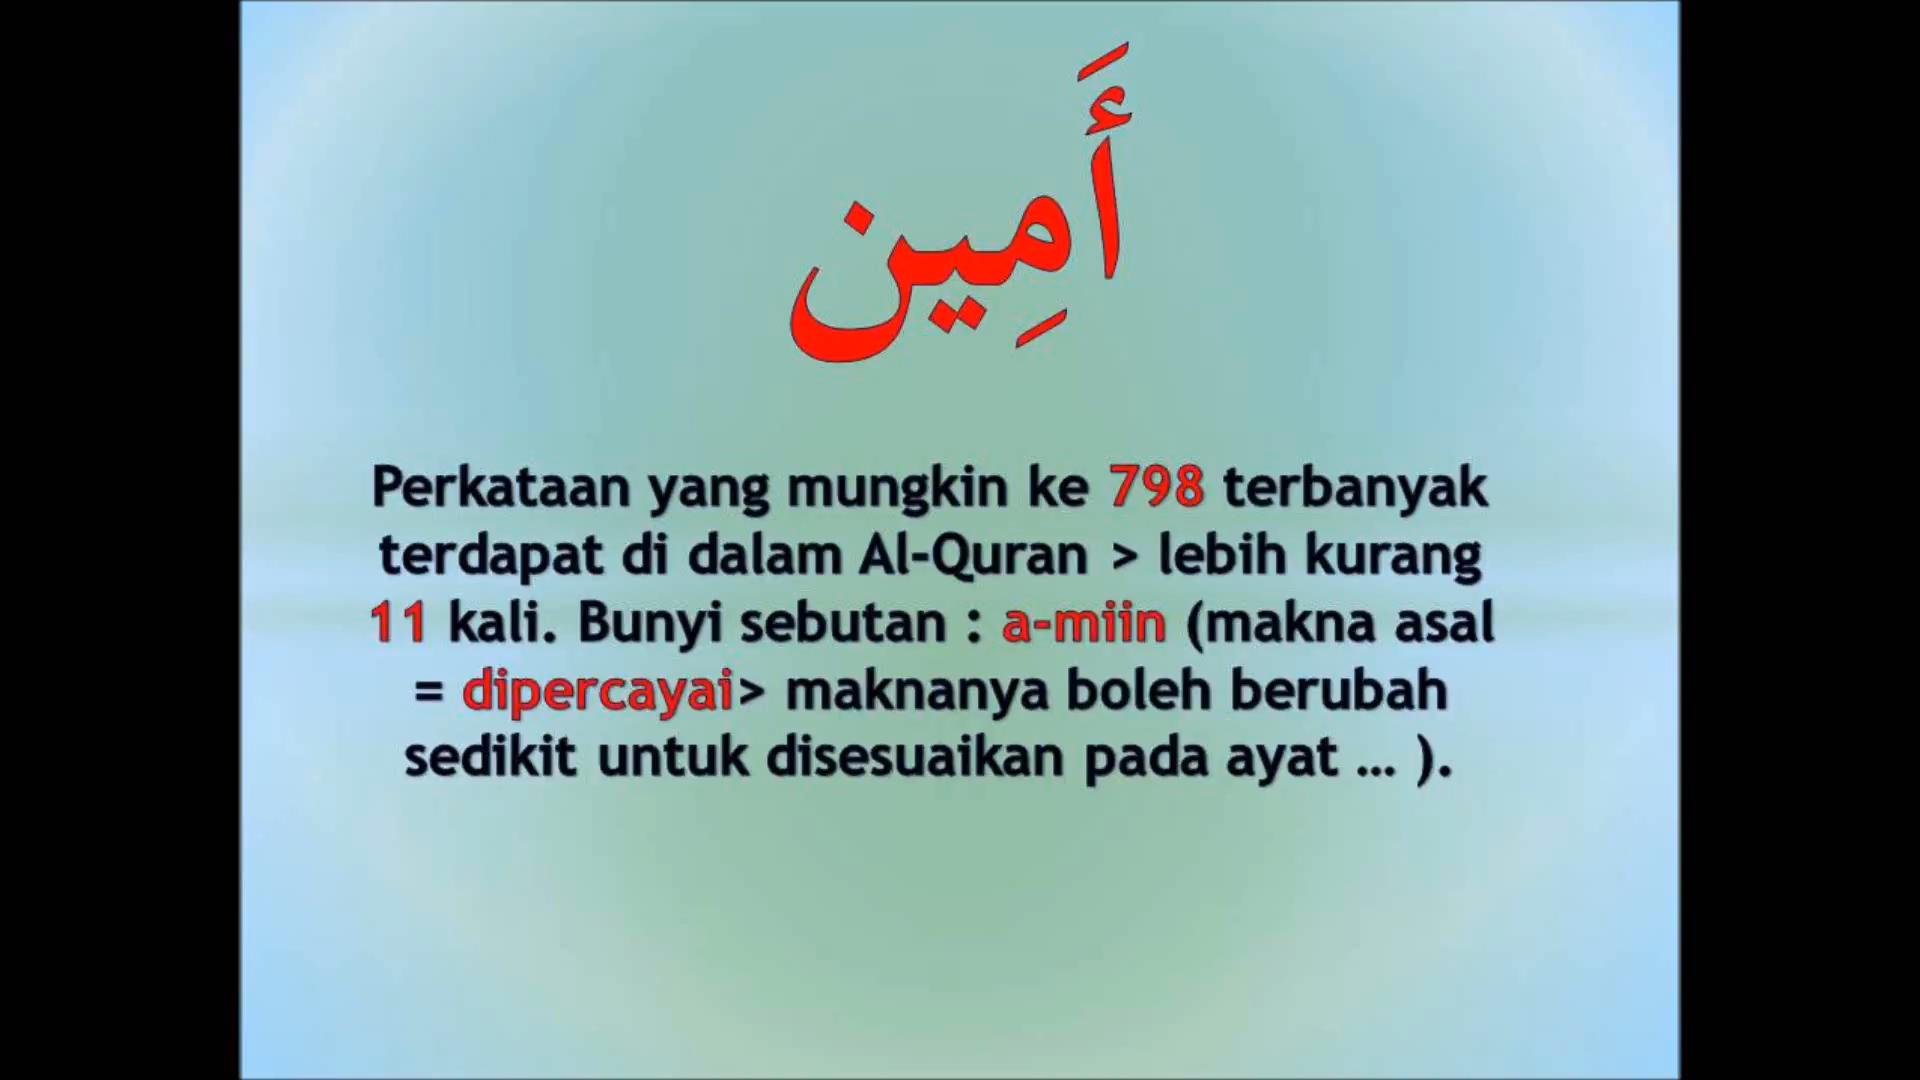 أَمِين
Perkataan yang mungkin ke 798 terbanyak
terdapat di dalam Al-Quran > lebih kurang
11 kali. Bunyi sebutan : a-miin (makna asal
= dipercayai> maknanya boleh berubah
sedikit untuk disesuaikan pada ayat ... ).